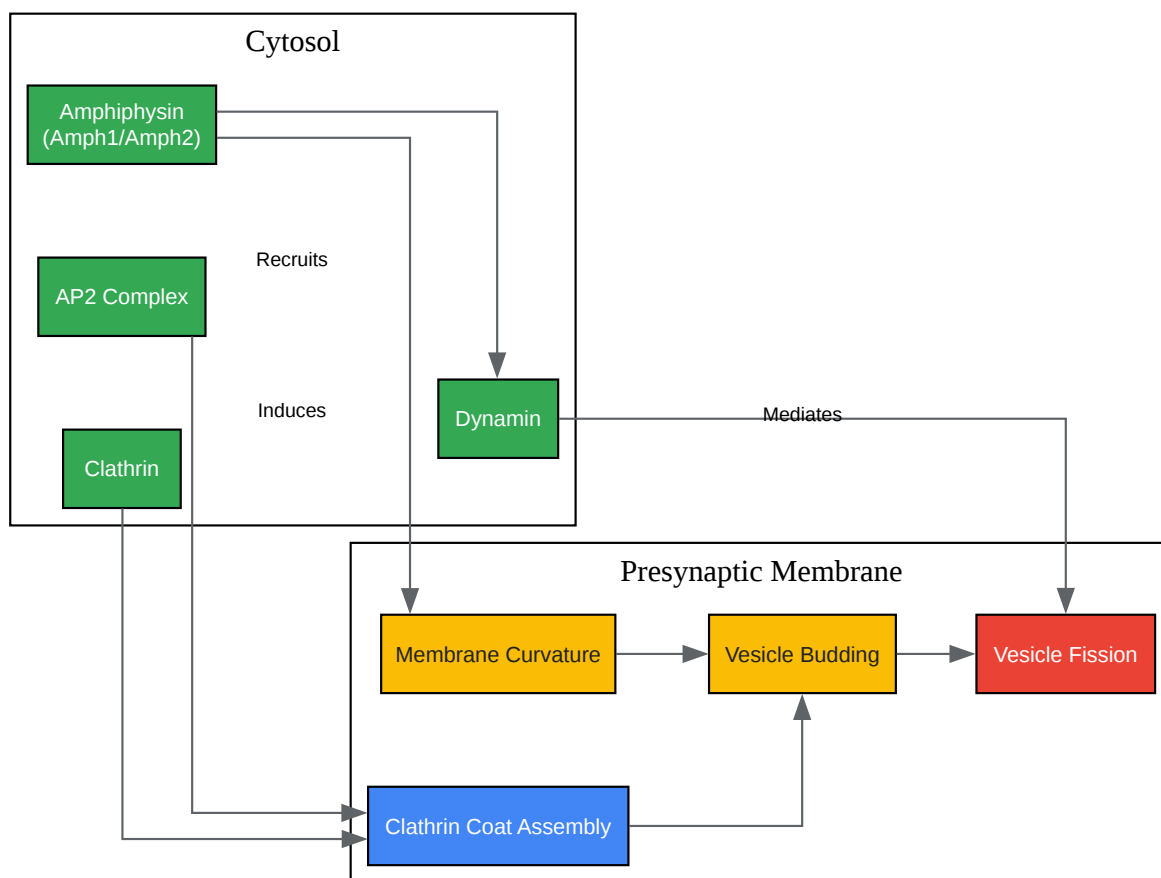 Cytosol
Amphiphysin
(Amph1/Amph2)
Recruits
AP2 Complex
Induces
Dynamin
Mediates
Clathrin
Presynaptic Membrane
Membrane Curvature
Vesicle Budding
Vesicle Fission
Clathrin Coat Assembly